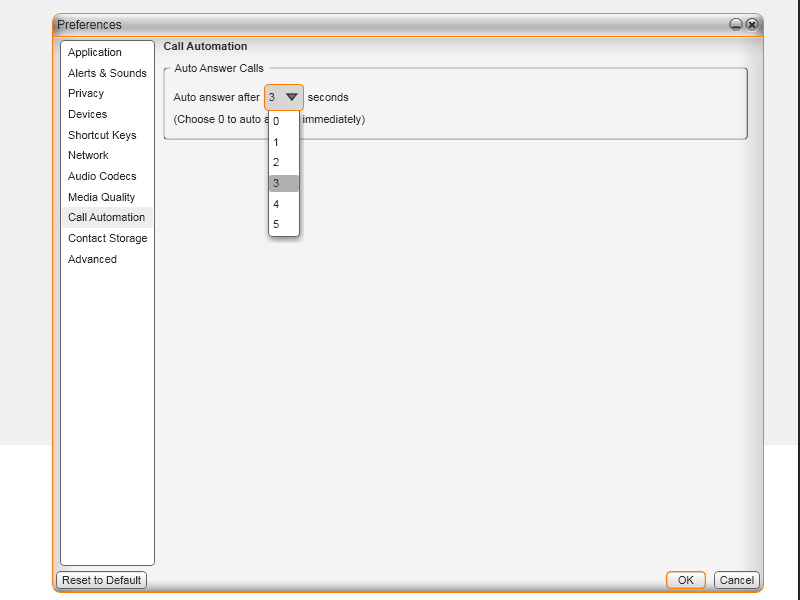 Preferences
Application
Alerts & Sounds
Privacy
Devices
Shortcut Keys
Network
Audio Codecs
Media Quality
Call Automation
Contact Storage
Advanced
Call Automation
Auto Answer Calls
Auto answer after 3 seconds
(Choose 0 to auto a immediately)
0
1
2
3
4
5
Reset to Default
OK
Cancel